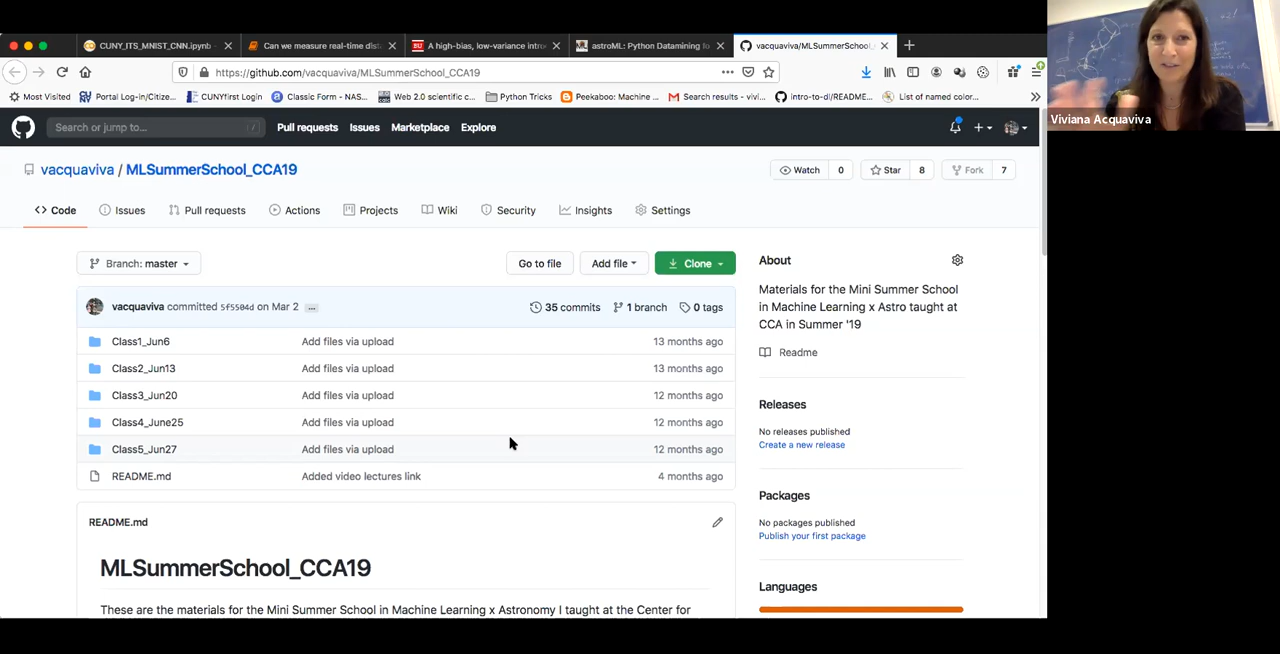 CUNY_ITS_MNIST_CNN.ipynb -
Can we measure real-time dist
A high-bias, low-variance intro
astroML: Python Datamining fo
vacquaviva/MLSummerSchool_
https://github.com/vacquaviva/MLSummerSchool_CCA19
Most Visited
Portal Log-in/Citize...
CUNYfirst Login
Classic Form - NAS...
Web 2.0 scientific c...
Python Tricks
Peekaboo: Machine ...
Search results - vivi...
intro-to-dl/README...
List of named color...
Viviana Acquaviva
Search or jump to...
/
Pull requests
Issues
Marketplace
Explore
vacquaviva / MLSummerSchool_CCA19
Watch 0
Star 8
Fork 7
Code
Issues
Pull requests
Actions
Projects
Wiki
Security
Insights
Settings
Branch: master
Go to file
Add file
Clone
vacquaviva committed 5f5504d on Mar 2 ...
35 commits
1 branch
0 tags
Class1_Jun6 Add files via upload 13 months ago
Class2_Jun13 Add files via upload 13 months ago
Class3_Jun20 Add files via upload 12 months ago
Class4_June25 Add files via upload 12 months ago
Class5_Jun27 Add files via upload 12 months ago
README.md Added video lectures link 4 months ago
README.md
MLSummerSchool_CCA19
These are the materials for the Mini Summer School in Machine Learning x Astronomy I taught at the Center for
About
Materials for the Mini Summer School
in Machine Learning x Astro taught at
CCA in Summer '19
Readme
Releases
No releases published
Create a new release
Packages
No packages published
Publish your first package
Languages